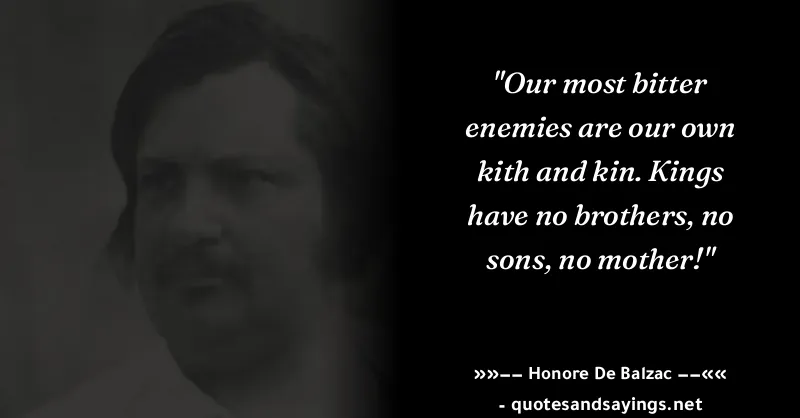 "Our most bitter
enemies are our own
kith and kin. Kings
have no brothers, no
sons, no mother!"
»»−− Honore De Balzac −−««
- quotesandsayings.net